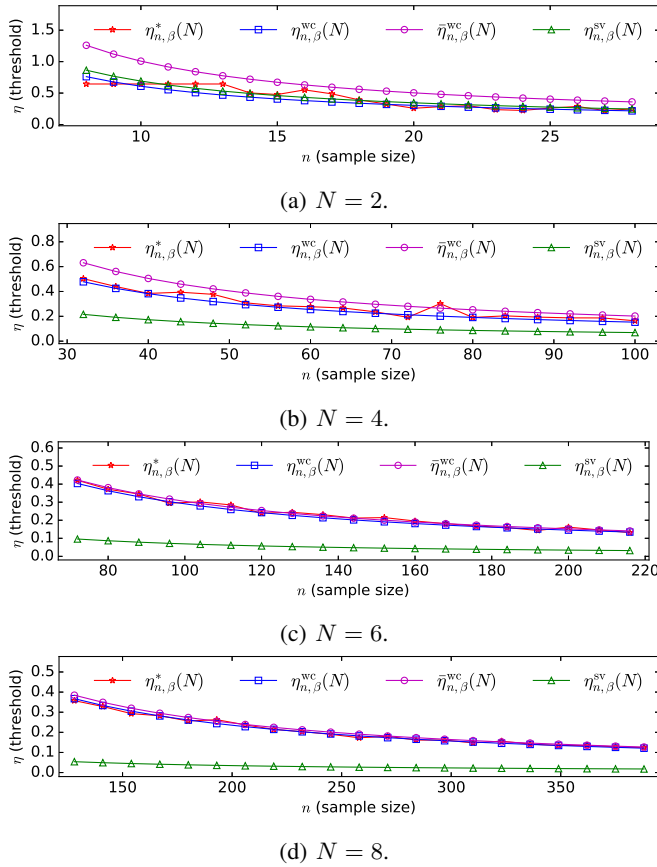 η*n,β(N) ηwcn,β(N) η̄wcn,β(N) ηsvn,β(N)
1.5
1.0
0.5
0.0
η (threshold)
10 15 20 25
n (sample size)
(a) N = 2.
η*n,β(N) ηwcn,β(N) η̄wcn,β(N) ηsvn,β(N)
0.8
0.6
0.4
0.2
0.0
η (threshold)
30 40 50 60 70 80 90 100
n (sample size)
(b) N = 4.
0.6
η*n,β(N) ηwcn,β(N) η̄wcn,β(N) ηsvn,β(N)
0.5
0.4
0.3
0.2
0.1
0.0
η (threshold)
80 100 120 140 160 180 200 220
n (sample size)
(c) N = 6.
η*n,β(N) ηwcn,β(N) η̄wcn,β(N) ηsvn,β(N)
0.5
0.4
0.3
0.2
0.1
0.0
η (threshold)
150 200 250 300 350
n (sample size)
(d) N = 8.